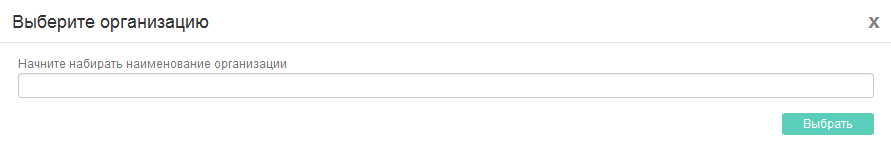 Выберите организацию
x
Начните набирать наименование организации
Выбрать